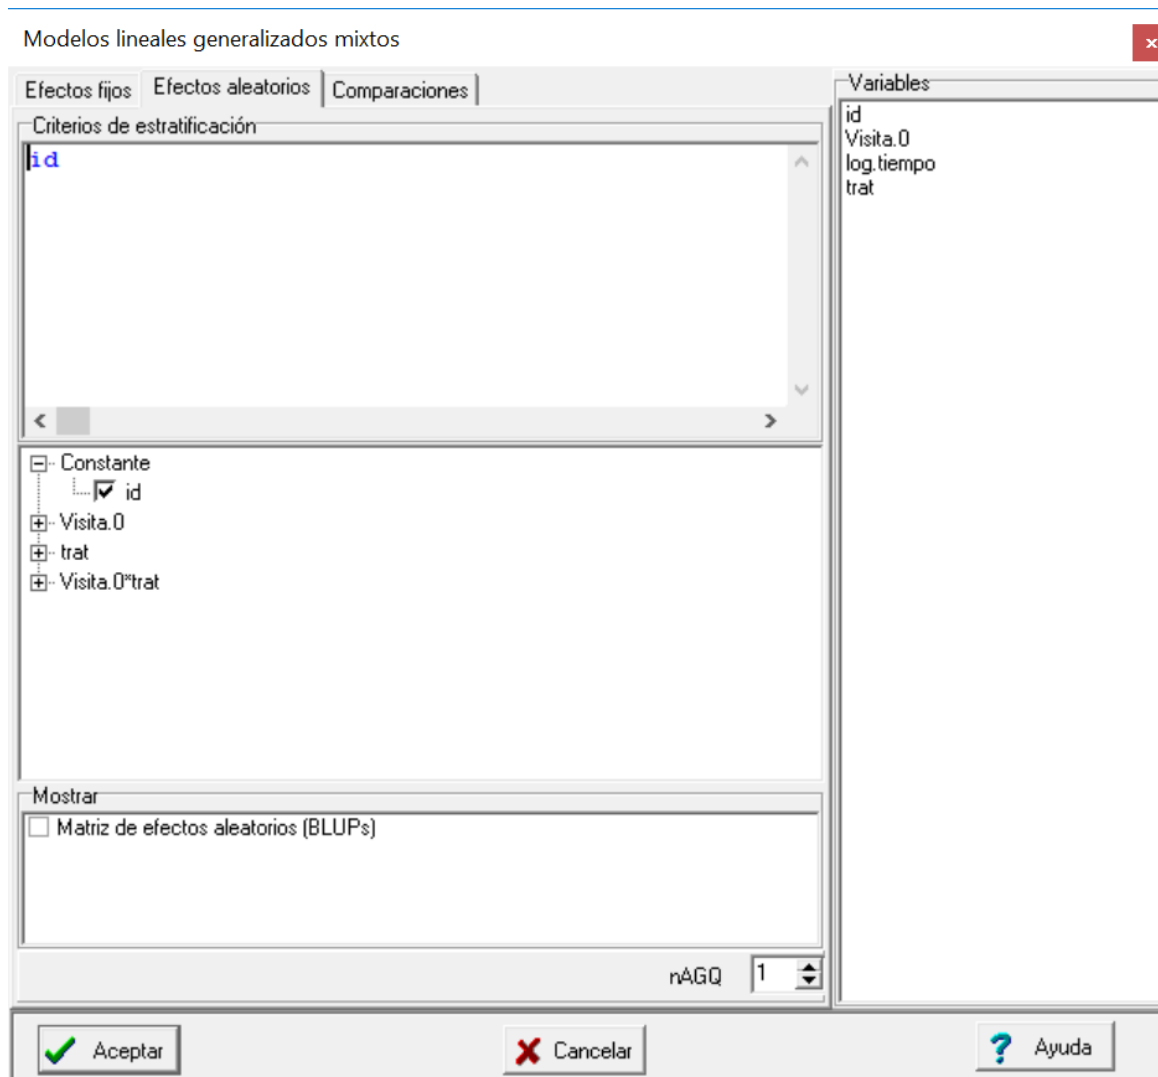 Modelos lineales generalizados mixtos
x
Efectos fijos Efectos aleatorios Comparaciones
Criterios de estratificación
id
Constante
id
Visita.0
trat
Visita.0*trat
Mostrar
Matriz de efectos aleatorios (BLUPs)
nAGQ 1
Variables
id
Visita.0
log.tiempo
trat
Aceptar Cancelar ? Ayuda